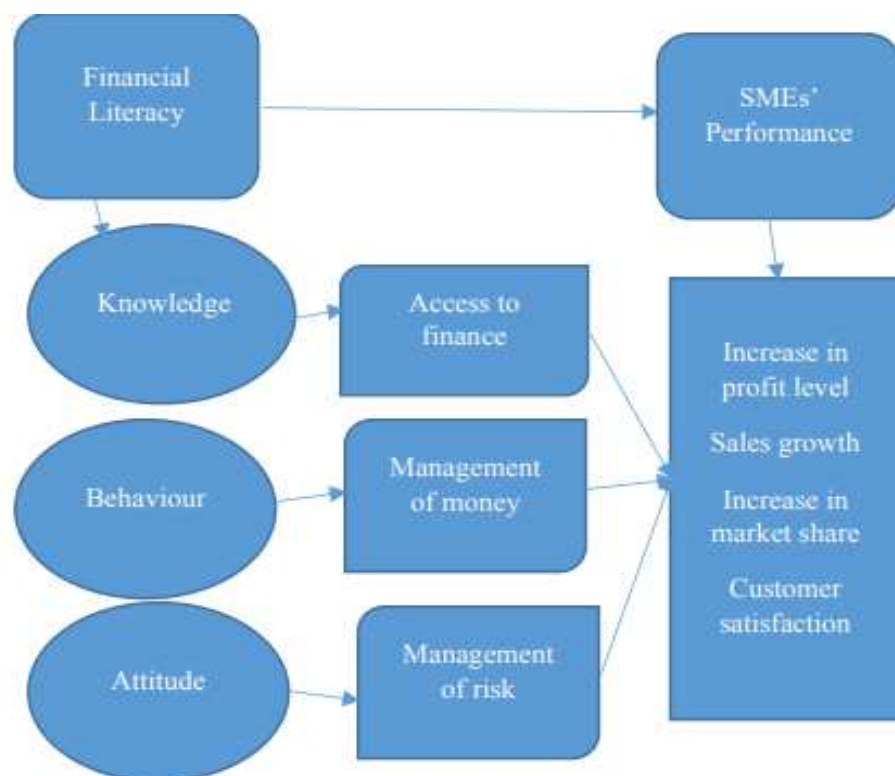 Financial
Literacy
SMEs’
Performance
Knowledge
Access to
finance
Behaviour
Management
of money
Attitude
Management
of risk
Increase in
profit level
Sales growth
Increase in
market share
Customer
satisfaction